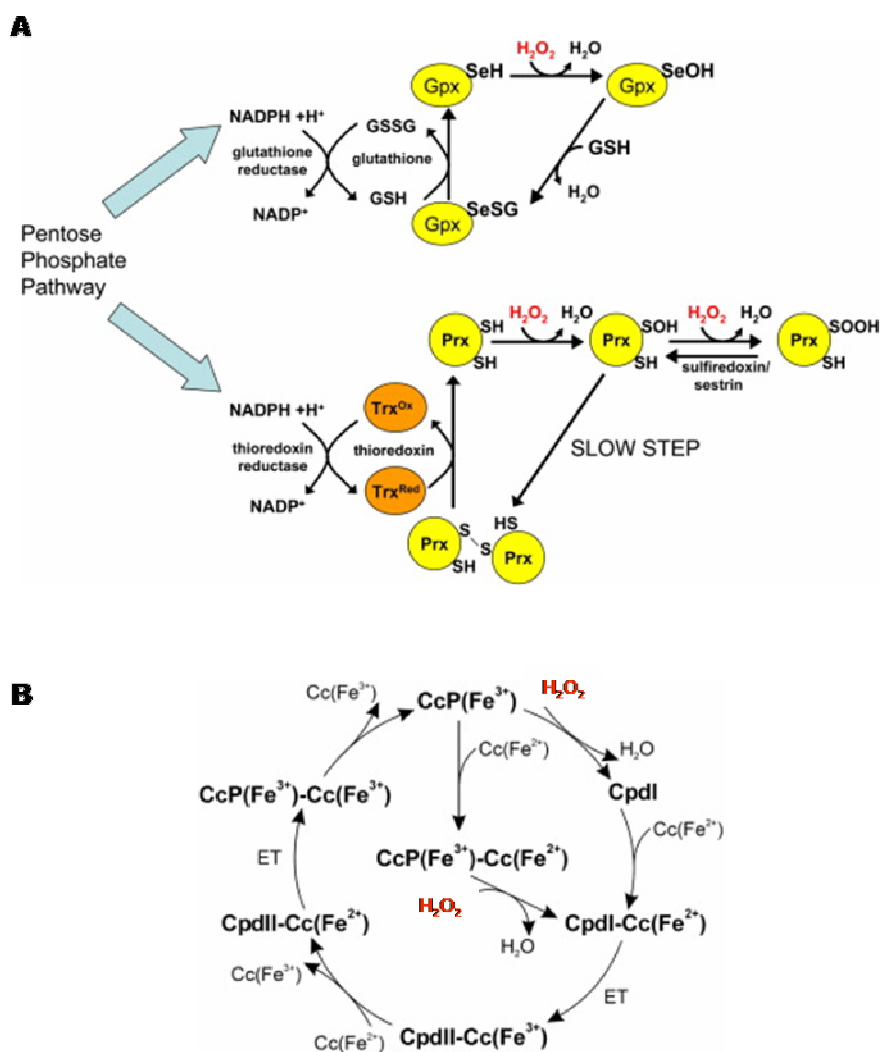 A
H₂O₂ H₂O
SeH
Gpx
SeOH
Gpx
NADPH +H⁺
GSSG
glutathione
reductase
glutathione
GSH
NADP⁺
GSH
H₂O
SeSG
Gpx
Pentose
Phosphate
Pathway
SH
Prx
SH
H₂O₂ H₂O
SOH
Prx
SH
H₂O₂ H₂O
sulfiredoxin/
sestrin
SOOH
Prx
SH
NADPH +H⁺
Trxᴼˣ
thioredoxin
reductase
thioredoxin
SLOW STEP
NADP⁺
Trxᴿᵉᵈ
Prx
S
S
SH
HS
Prx
B
Cc(Fe³⁺)
CcP(Fe³⁺)
H₂O₂
Cc(Fe²⁺)
H₂O
CcP(Fe³⁺)-Cc(Fe³⁺)
CpdI
Cc(Fe²⁺)
ET
CcP(Fe³⁺)-Cc(Fe²⁺)
H₂O₂
CpdII-Cc(Fe²⁺)
CpdI-Cc(Fe²⁺)
H₂O
Cc(Fe³⁺)
ET
Cc(Fe²⁺)
CpdII-Cc(Fe³⁺)